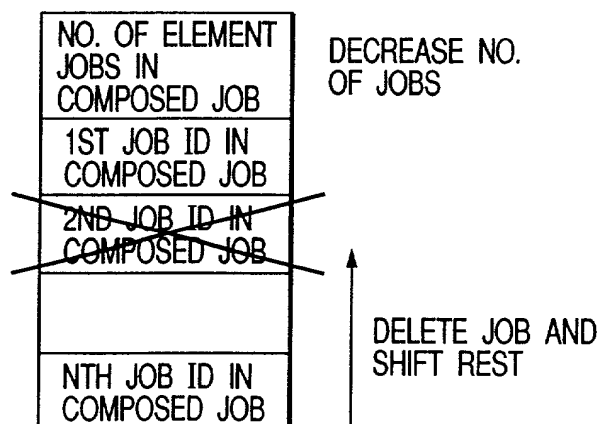 NO. OF ELEMENT
JOBS IN
COMPOSED JOB
DECREASE NO.
OF JOBS
1ST JOB ID IN
COMPOSED JOB
2ND JOB ID IN
COMPOSED JOB
DELETE JOB AND
SHIFT REST
NTH JOB ID IN
COMPOSED JOB